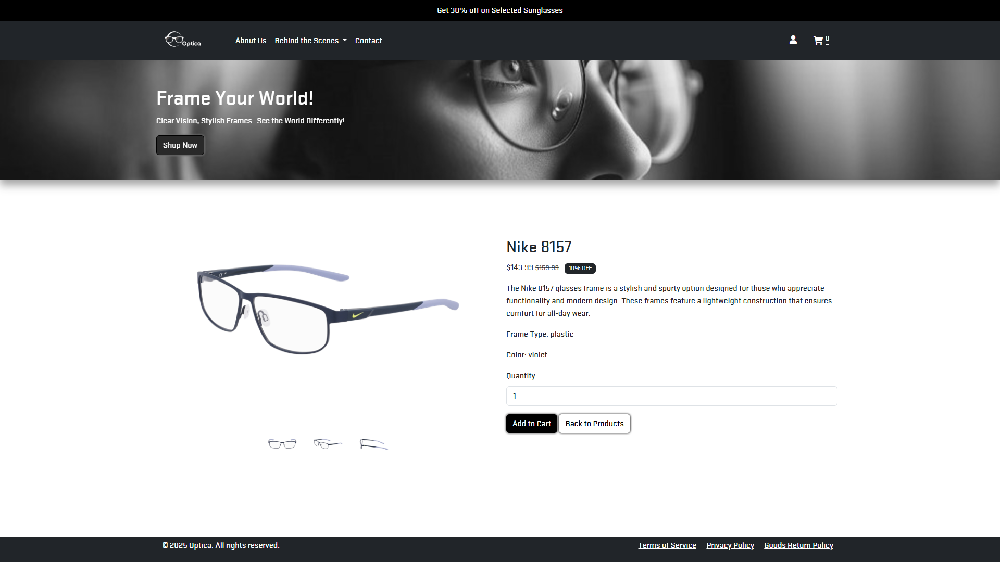 Get 30% off on Selected Sunglasses
Optica
About Us
Behind the Scenes
Contact
0
Frame Your World!
Clear Vision, Stylish Frames—See the World Differently!
Shop Now
Nike 8157
$143.99 $159.99 10% OFF
The Nike 8157 glasses frame is a stylish and sporty option designed for those who appreciate
functionality and modern design. These frames feature a lightweight construction that ensures
comfort for all-day wear.
Frame Type: plastic
Color: violet
Quantity
1
Add to Cart
Back to Products
© 2025 Optica. All rights reserved.
Terms of Service
Privacy Policy
Goods Return Policy